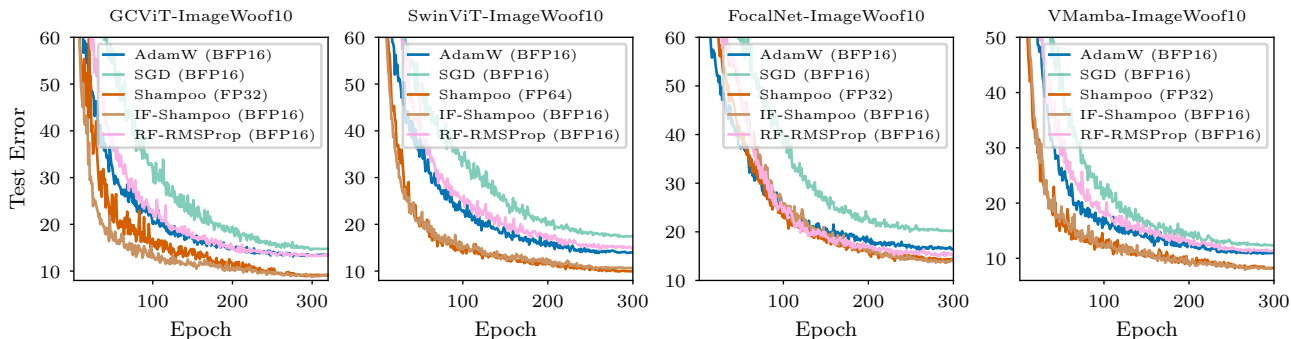 GCViT-ImageWoof10
SwinViT-ImageWoof10
FocalNet-ImageWoof10
VMamba-ImageWoof10
Test Error
60
50
40
30
20
10
AdamW (BFP16)
SGD (BFP16)
Shampoo (FP32)
IF-Shampoo (BFP16)
RF-RMSProp (BFP16)
100
200
300
Epoch
60
50
40
30
20
10
AdamW (BFP16)
SGD (BFP16)
Shampoo (FP64)
IF-Shampoo (BFP16)
RF-RMSProp (BFP16)
100
200
300
Epoch
60
50
40
30
20
10
AdamW (BFP16)
SGD (BFP16)
Shampoo (FP32)
IF-Shampoo (BFP16)
RF-RMSProp (BFP16)
100
200
300
Epoch
50
40
30
20
10
AdamW (BFP16)
SGD (BFP16)
Shampoo (FP32)
IF-Shampoo (BFP16)
RF-RMSProp (BFP16)
100
200
300
Epoch